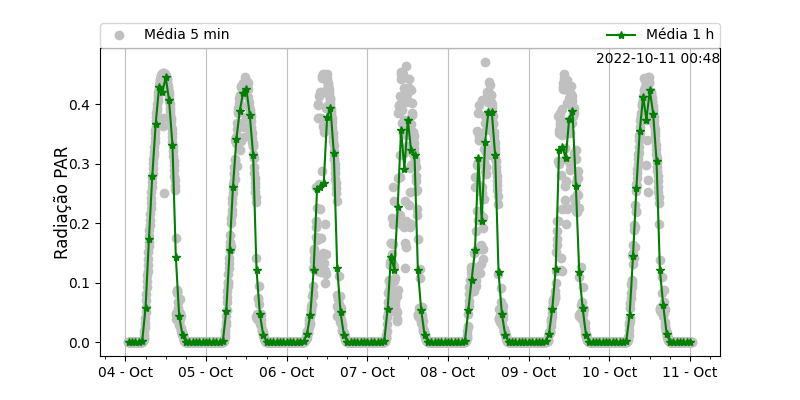 Média 5 min
Média 1 h
2022-10-11 00:48
Radiação PAR
0.4
0.3
0.2
0.1
0.0
04 - Oct
05 - Oct
06 - Oct
07 - Oct
08 - Oct
09 - Oct
10 - Oct
11 - Oct